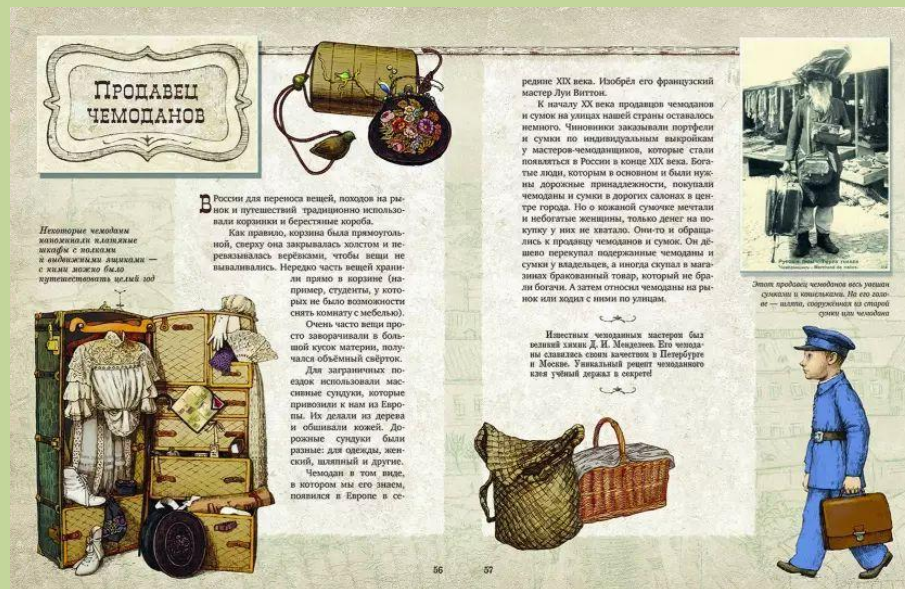 ПРОДАВЕЦ
ЧЕМОДАНОВ
Некоторые чемоданы
напоминали платяные
шкафы с полками
и выдвижными ящиками —
с ними можно было
путешествовать целый год
В России для переноса вещей, походов на ры-
нок и путешествий традиционно использо-
вали корзинки и берестяные короба.
Как правило, корзина была прямоуголь-
ной, сверху она закрывалась холстом и пе-
ревязывалась верёвками, чтобы вещи не
вываливались. Нередко часть вещей храни-
ли прямо в корзине (на-
пример, студенты, у кото-
рых не было возможности
снять комнату с мебелью).
Очень часто вещи про-
сто заворачивали в боль-
шой кусок материи, полу-
чался объёмный свёрток.
Для заграничных по-
ездок использовали мас-
сивные сундуки, которые
привозили к нам из Евро-
пы. Их делали из дерева
и обшивали кожей. До-
рожные сундуки были
разные: для одежды, жен-
ский, шляпный и другие.
Чемодан в том виде,
в котором мы его знаем,
появился в Европе в се-
56
редине XIX века. Изобрёл его французский
мастер Луи Виттон.
К началу XX века продавцов чемоданов
и сумок на улицах нашей страны оставалось
немного. Чиновники заказывали портфели
и сумки по индивидуальным выкройкам
у мастеров-чемоданщиков, которые стали
появляться в России в конце XIX века. Бога-
тые люди, которым в основном и были нуж-
ны дорожные принадлежности, покупали
чемоданы и сумки в дорогих салонах в цен-
тре города. Но о кожаной сумочке мечтали
и небогатые женщины, только денег на по-
купку у них не хватало. Они-то и обраща-
лись к продавцу чемоданов и сумок. Он дё-
шево перекупал подержанные чемоданы и
сумки у владельцев, а иногда скупал в мага-
зинах бракованный товар, который не бра-
ли богачи. А затем относил чемоданы на ры-
нок или ходил с ними по улицам.
Известным чемоданным мастером был
великий химик Д. И. Менделеев. Его чемода-
ны славились своим качеством в Петербурге
и Москве. Уникальный рецепт чемоданного
клея учёный держал в секрете!
57
Этот продавец чемоданов весь увешан
сумками и кошельками. На его голо-
ве — шляпа, сооружённая из старой
сумки или чемодана